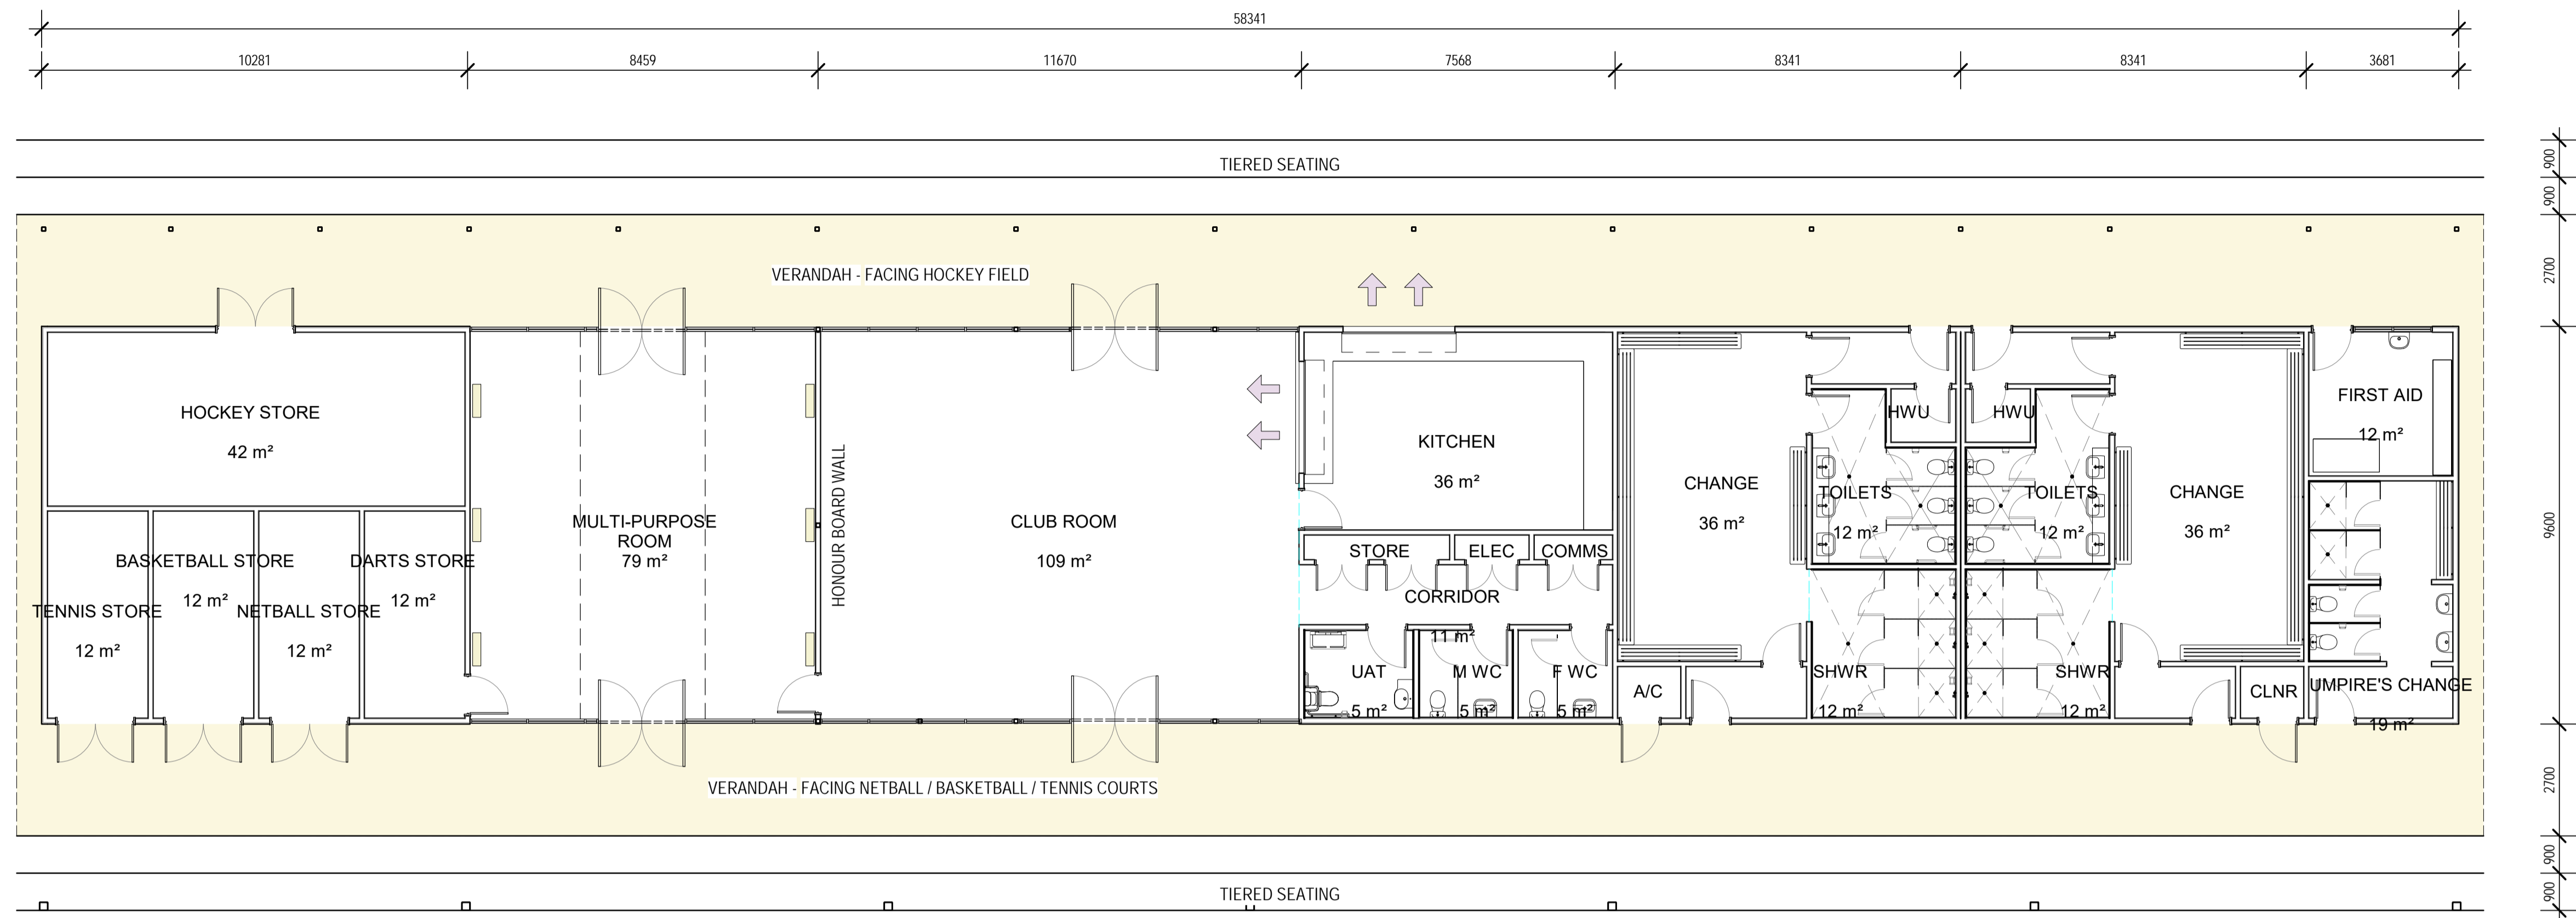 58341
10281
8459
11670
7568
8341
8341
3681
TIERED SEATING
900
900
2700
9600
2700
900
900
VERANDAH - FACING HOCKEY FIELD
HOCKEY STORE
42 m²
TENNIS STORE
12 m²
BASKETBALL STORE
12 m²
NETBALL STORE
12 m²
DARTS STORE
12 m²
MULTI-PURPOSE
ROOM
79 m²
HONOUR BOARD WALL
CLUB ROOM
109 m²
KITCHEN
36 m²
STORE
ELEC
COMMS
CORRIDOR
11 m²
UAT
5 m²
M WC
5 m²
F WC
5 m²
CHANGE
36 m²
A/C
HWU
TOILETS
12 m²
SHWR
12 m²
HWU
TOILETS
12 m²
SHWR
12 m²
CHANGE
36 m²
CLNR
FIRST AID
12 m²
UMPIRE'S CHANGE
19 m²
VERANDAH - FACING NETBALL / BASKETBALL / TENNIS COURTS
TIERED SEATING